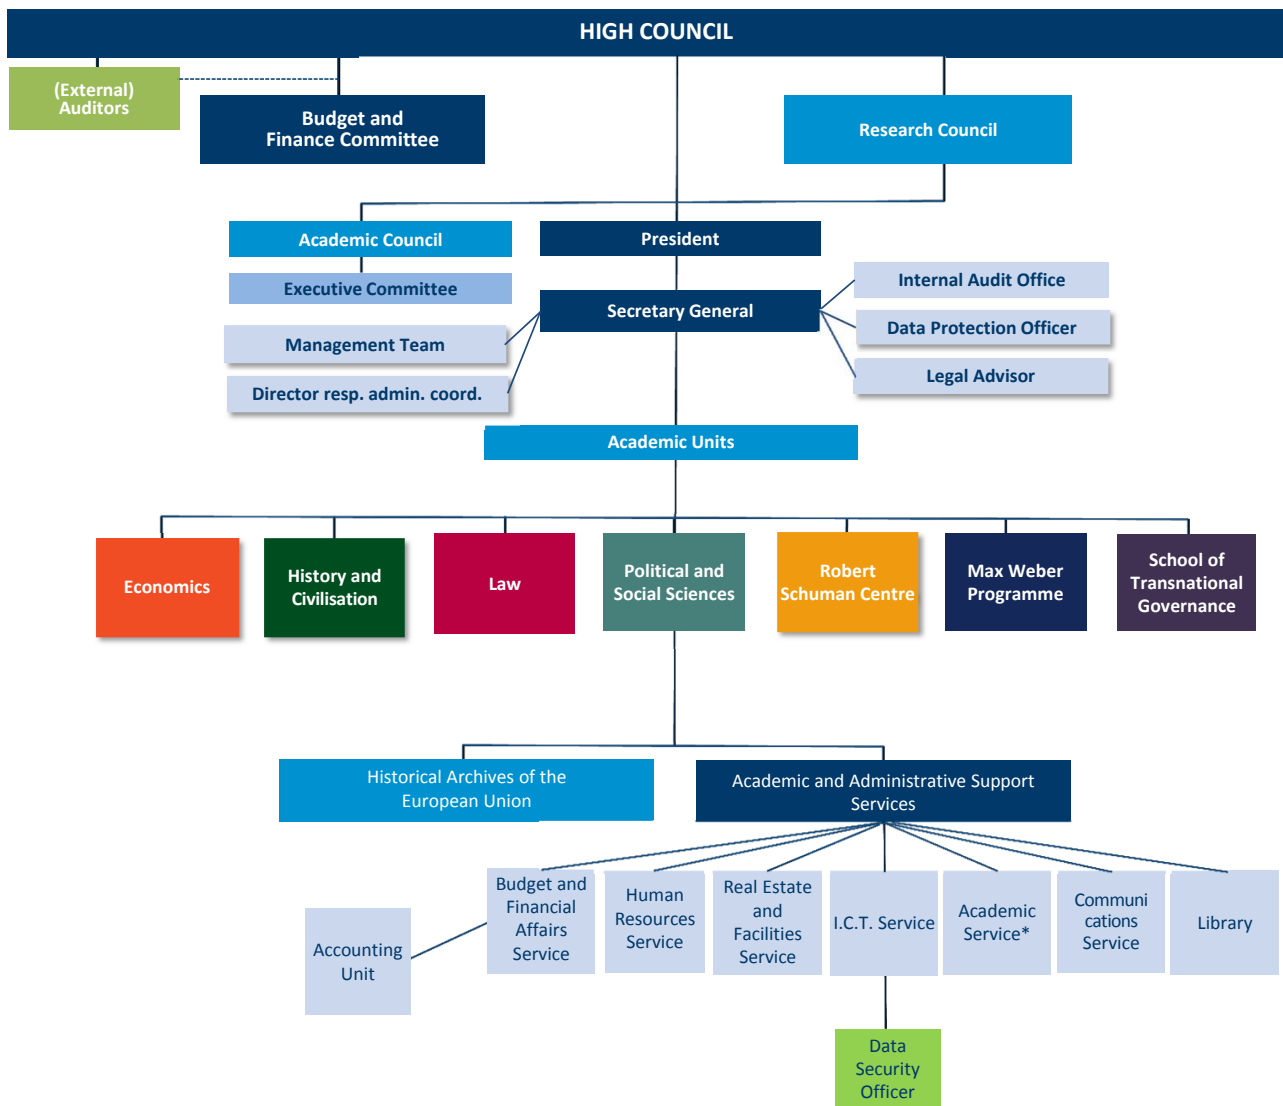 HIGH COUNCIL
(External)
Auditors
Budget and
Finance Committee
Research Council
Academic Council
President
Executive Committee
Secretary General
Internal Audit Office
Management Team
Data Protection Officer
Director resp. admin. coord.
Legal Advisor
Academic Units
Economics
History and
Civilisation
Law
Political and
Social Sciences
Robert
Schuman Centre
Max Weber
Programme
School of
Transnational
Governance
Historical Archives of the
European Union
Academic and Administrative Support
Services
Accounting
Unit
Budget and
Financial
Affairs
Service
Human
Resources
Service
Real Estate
and
Facilities
Service
I.C.T. Service
Academic
Service*
Communi
cations
Service
Library
Data
Security
Officer